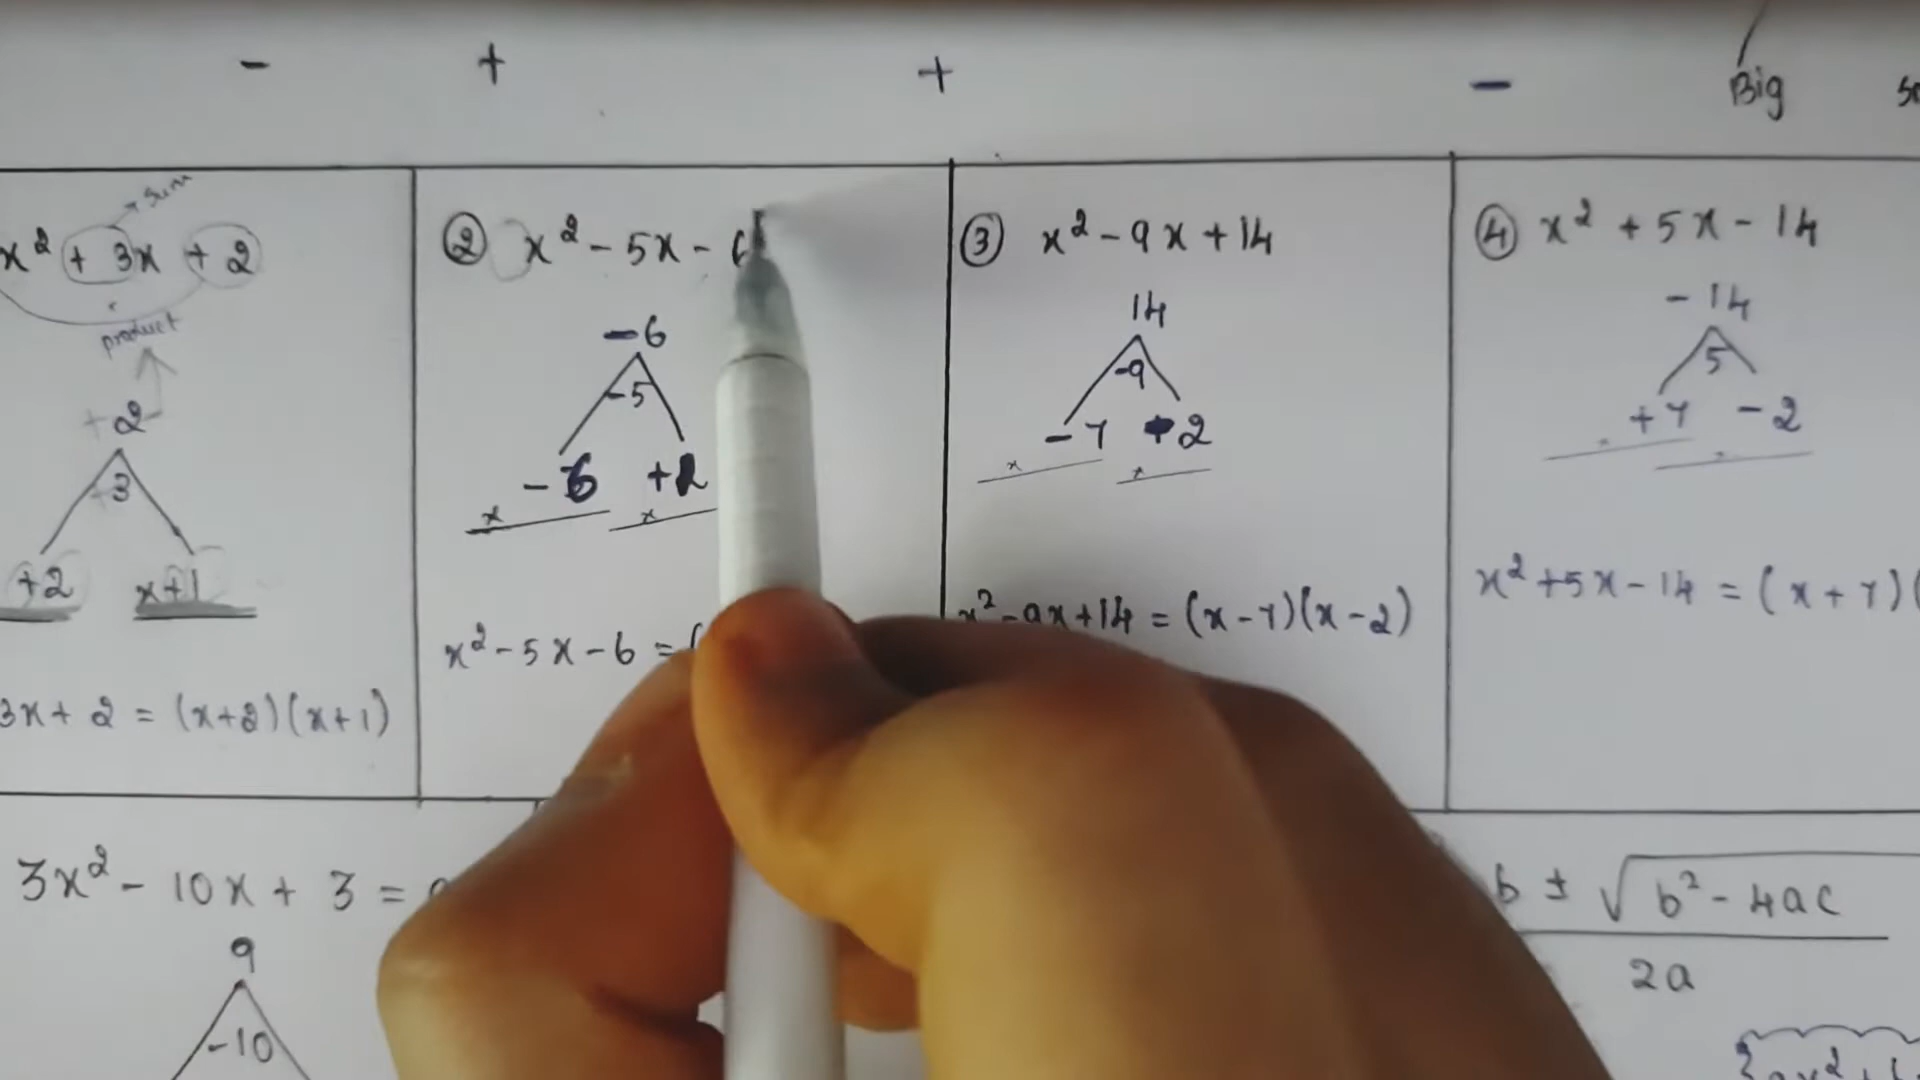 - + + -
Big
sum
x² + 3x + 2
product
+2
+3
+2 x+1
3x + 2 = (x+2)(x+1)
② x² - 5x - 6
-6
-5
-6 +2
x x
x² - 5x - 6 = (
③ x² - 9x + 14
14
-9
-7 2
x x
x² - 9x + 14 = (x-7)(x-2)
④ x² + 5x - 14
-14
5
+7 -2
x² + 5x - 14 = (x+7)(
3x² - 10x + 3 =
9
-10
b ± √b² - 4ac
2a